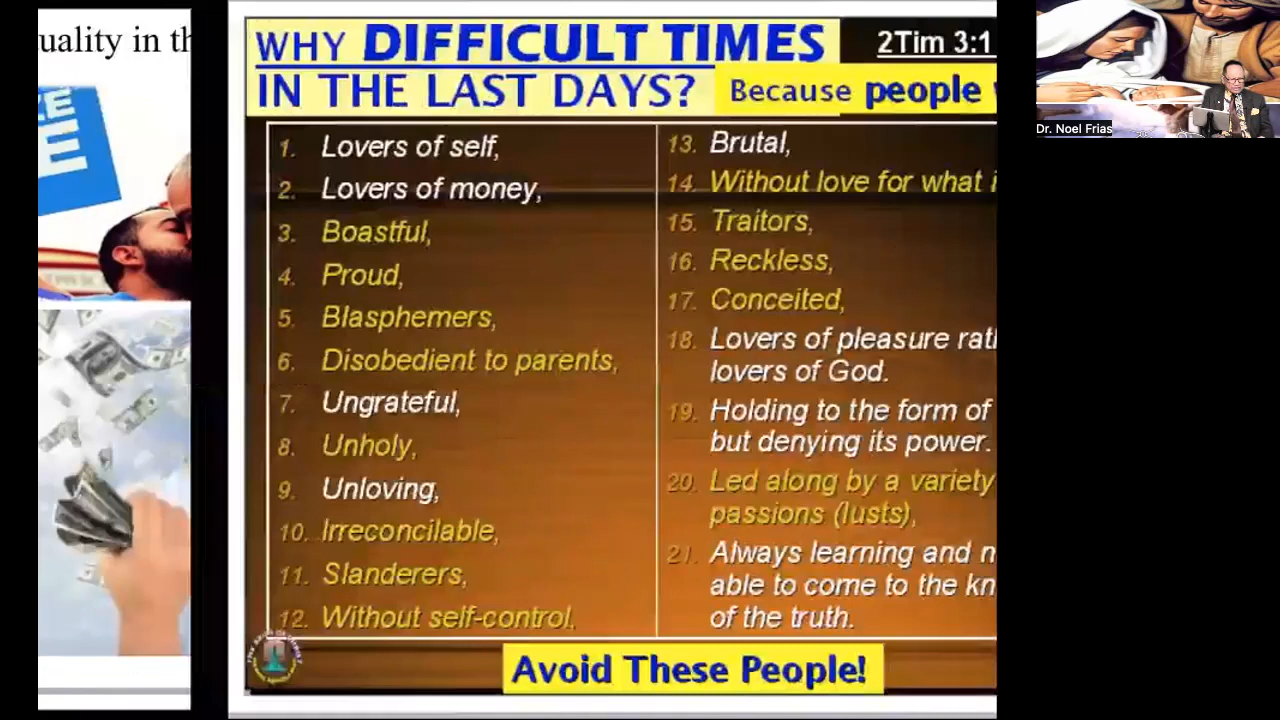 uality in th
E
WHY DIFFICULT TIMES
IN THE LAST DAYS?
2Tim 3:1
Because people
1. Lovers of self,
2. Lovers of money,
3. Boastful,
4. Proud,
5. Blasphemers,
6. Disobedient to parents,
7. Ungrateful,
8. Unholy,
9. Unloving,
10. Irreconcilable,
11. Slanderers,
12. Without self-control,
13. Brutal,
14. Without love for what i
15. Traitors,
16. Reckless,
17. Conceited,
18. Lovers of pleasure rat
lovers of God.
19. Holding to the form of
but denying its power.
20. Led along by a variety
passions (lusts),
21. Always learning and n
able to come to the kn
of the truth.
Avoid These People!
Dr. Noel Frias